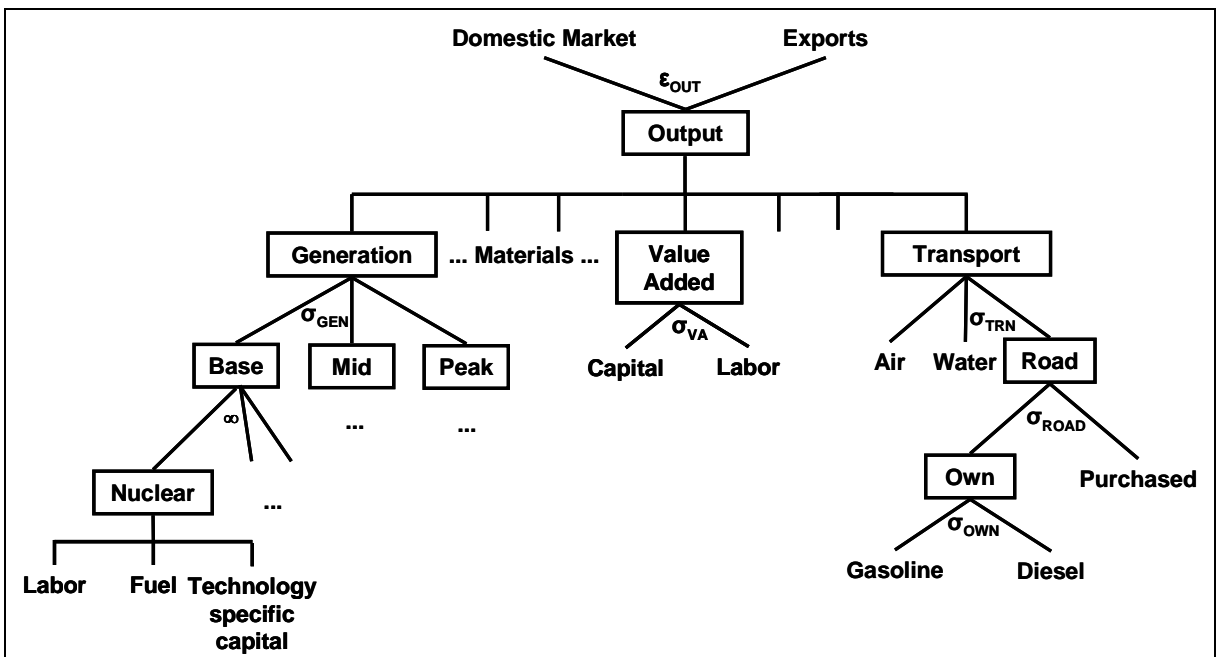 Domestic Market Exports
εOUT
Output
Generation ... Materials ... Value Added Transport
σGEN σVA σTRN
Base Mid Peak Capital Labor Air Water Road
∞ ... ... σROAD
Nuclear ... Own Purchased
σOWN
Labor Fuel Technology specific capital Gasoline Diesel